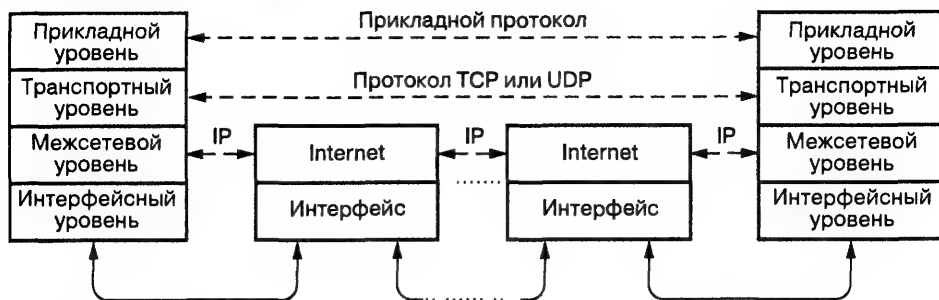 Прикладной протокол
Прикладной
уровень
Прикладной
уровень
Протокол TCP или UDP
Транспортный
уровень
Транспортный
уровень
Межсетевой
уровень
IP
Internet
IP
Internet
IP
Межсетевой
уровень
Интерфейсный
уровень
Интерфейс
Интерфейс
Интерфейсный
уровень